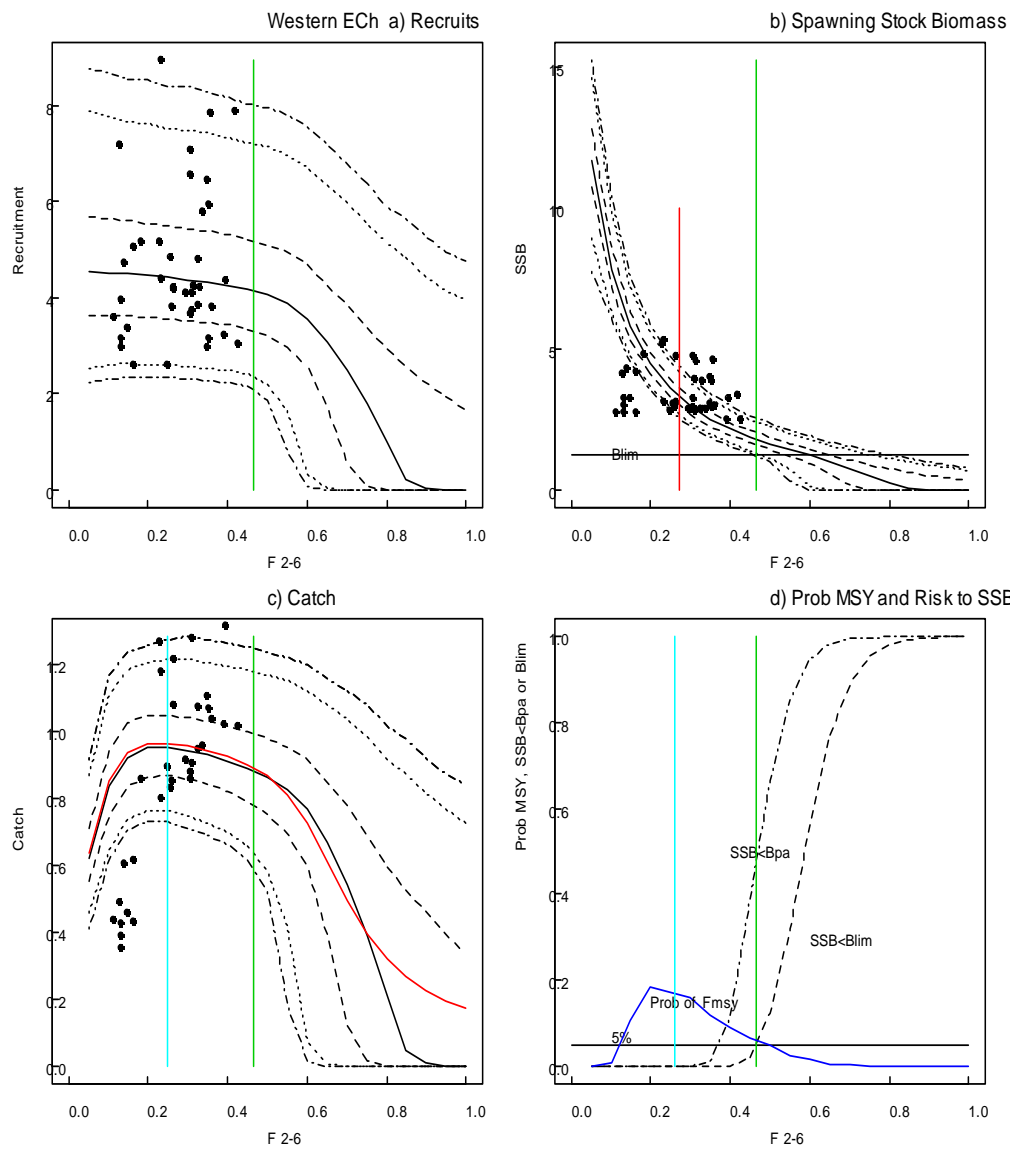 Western ECh a) Recruits
Recruitment
8
6
4
2
0
0.0 0.2 0.4 0.6 0.8 1.0
F 2-6
b) Spawning Stock Biomass
SSB
15
10
5
0
Blim
0.0 0.2 0.4 0.6 0.8 1.0
F 2-6
c) Catch
Catch
1.2
1.0
0.8
0.6
0.4
0.2
0.0
0.0 0.2 0.4 0.6 0.8 1.0
F 2-6
d) Prob MSY and Risk to SSB
Prob MSY, SSB<Bpa or Blim
1.0
0.8
0.6
0.4
0.2
0.0
SSB<Bpa
SSB<Blim
Prob of Fmsy
5%
0.0 0.2 0.4 0.6 0.8 1.0
F 2-6